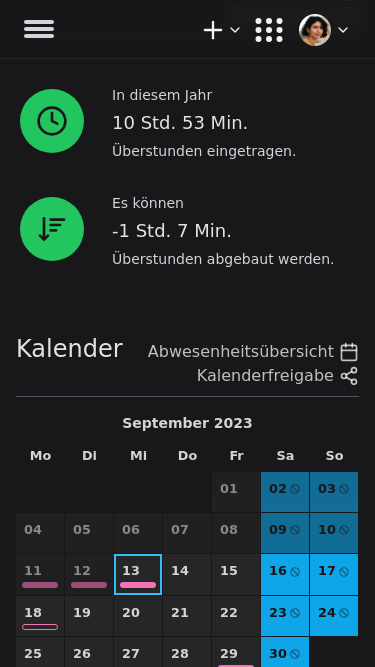 In diesem Jahr
10 Std. 53 Min.
Überstunden eingetragen.
Es können
-1 Std. 7 Min.
Überstunden abgebaut werden.
Kalender
Abwesenheitsübersicht
Kalenderfreigabe
September 2023
Mo Di Mi Do Fr Sa So
01 02 03
04 05 06 07 08 09 10
11 12 13 14 15 16 17
18 19 20 21 22 23 24
25 26 27 28 29 30